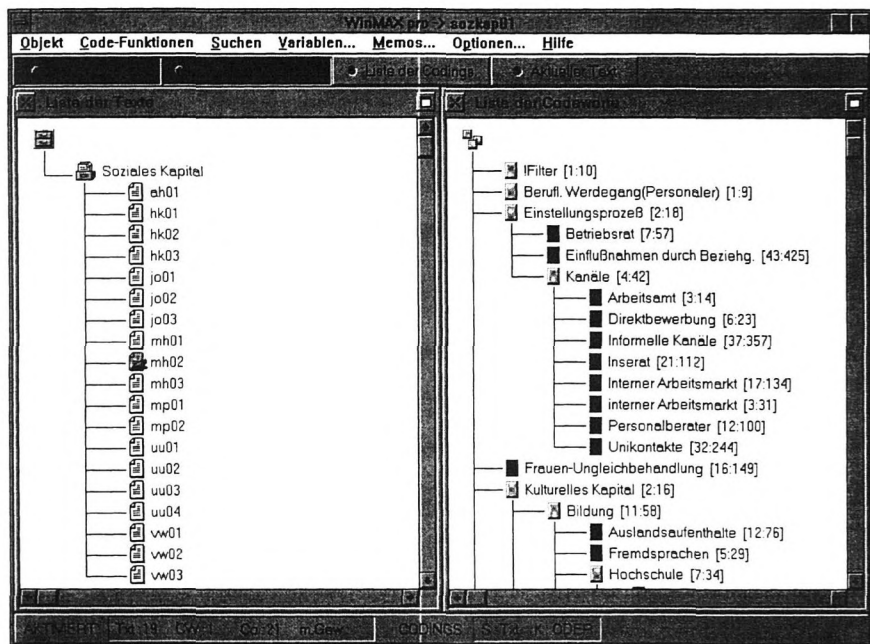 WinMAX pro -> sozkap01
Objekt Code-Funktionen Suchen Variablen... Memos... Optionen... Hilfe
Liste der Codings Aktueller Text
Liste der Texte
Soziales Kapital
ah01
hk01
hk02
hk03
jo01
jo02
jo03
mh01
mh02
mh03
mp01
mp02
uu01
uu02
uu03
uu04
vw01
vw02
vw03
Liste der Codeworte
!Filter [1:10]
Berufl. Werdegang(Personaler) [1:9]
Einstellungsprozeß [2:18]
Betriebsrat [7:57]
Einflußnahmen durch Beziehg. [43:425]
Kanäle [4:42]
Arbeitsamt [3:14]
Direktbewerbung [6:23]
Informelle Kanäle [37:357]
Inserat [21:112]
Interner Arbeitsmarkt [17:134]
interner Arbeitsmarkt [3:31]
Personalberater [12:100]
Unikontakte [32:244]
Frauen-Ungleichbehandlung [16:149]
Kulturelles Kapital [2:16]
Bildung [11:58]
Auslandsaufenthalte [12:76]
Fremdsprachen [5:29]
Hochschule [7:34]
m.Gew CODINGS